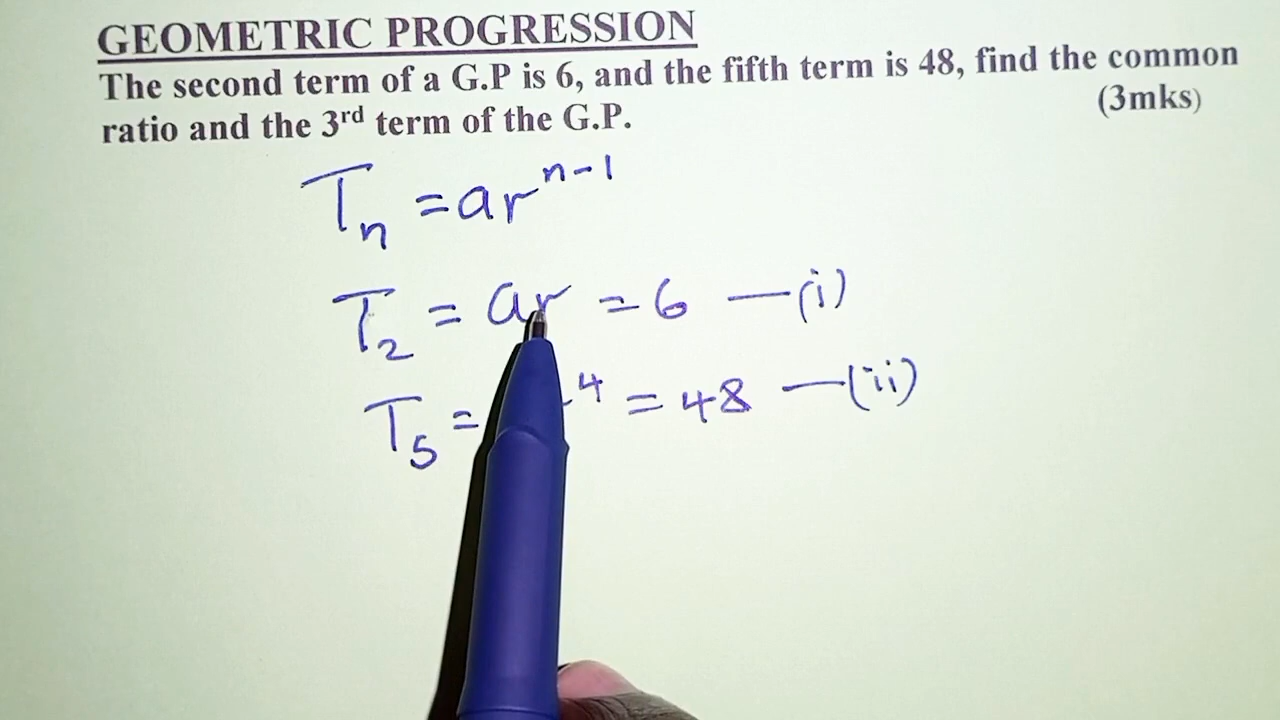 GEOMETRIC PROGRESSION
The second term of a G.P is 6, and the fifth term is 48, find the common
ratio and the 3rd term of the G.P. (3mks)
Tn = ar^n-1
T2 = ar = 6 —(i)
T5 = 4 = 48 —(ii)